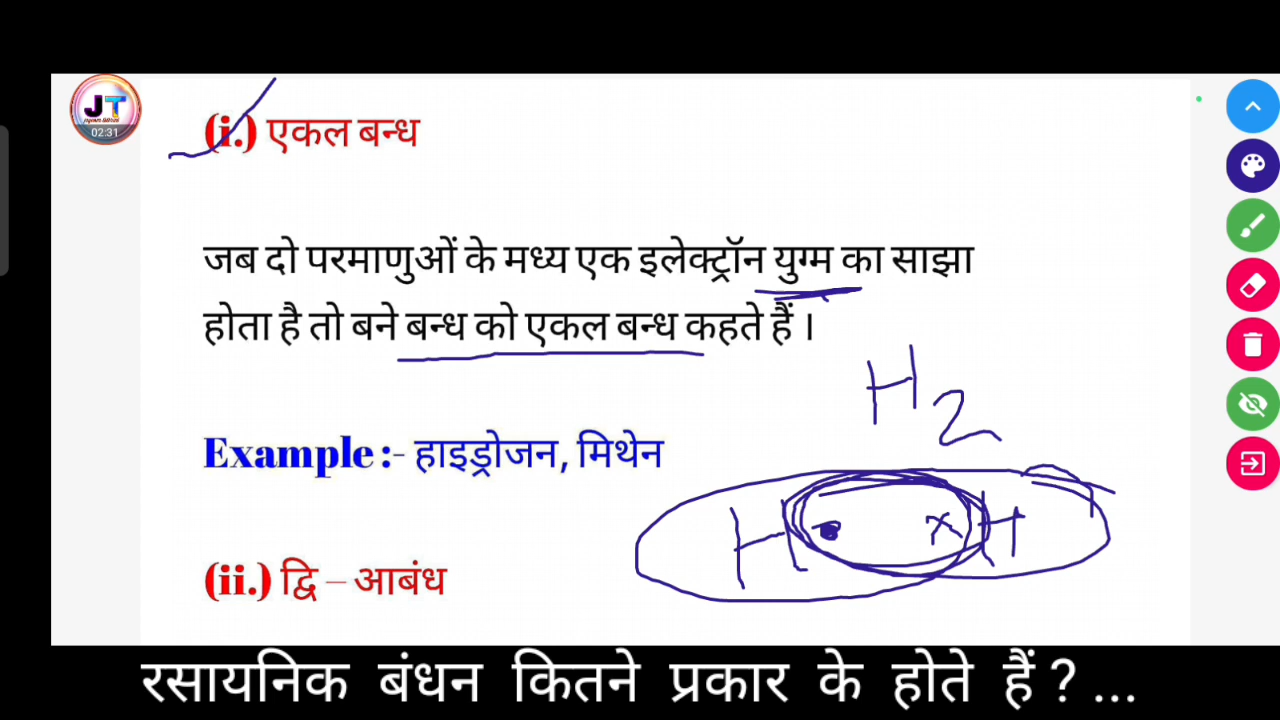 JT
02:31
(i.) एकल बन्ध
जब दो परमाणुओं के मध्य एक इलेक्ट्रॉन युग्म का साझा
होता है तो बने बन्ध को एकल बन्ध कहते हैं ।
H2
Example :- हाइड्रोजन, मिथेन
H • × H
(ii.) द्वि – आबंध
रसायनिक बंधन कितने प्रकार के होते हैं ? ...